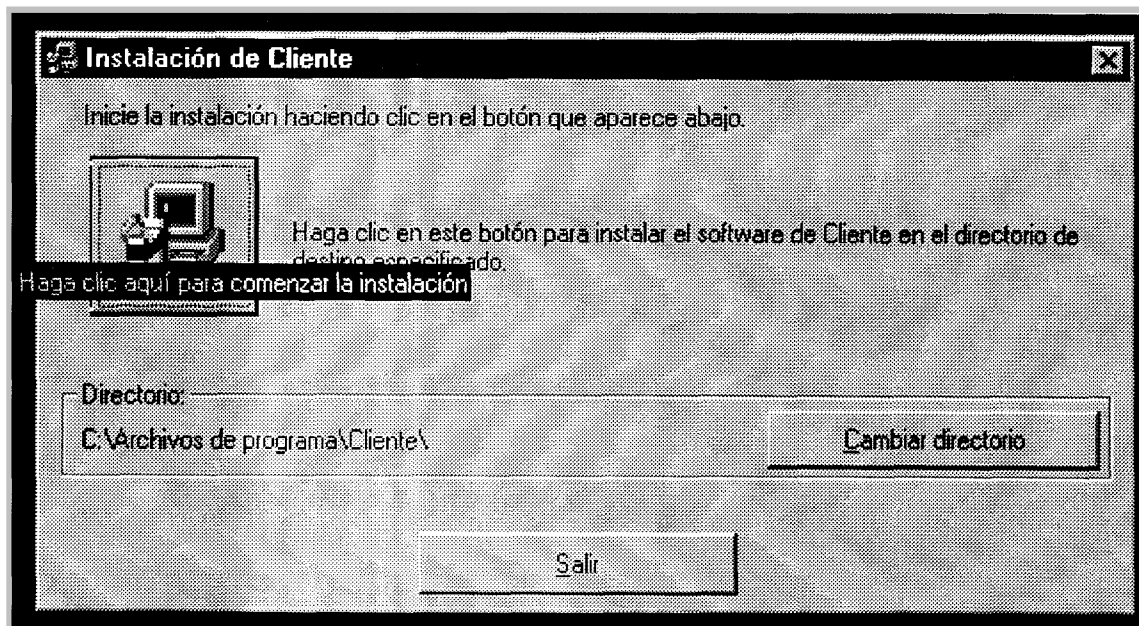 Instalación de Cliente
Inicie la instalación haciendo clic en el botón que aparece abajo.
Haga clic en este botón para instalar el software de Cliente en el directorio de
destino especificado.
Haga clic aquí para comenzar la instalación
Directorio:
C:\Archivos de programa\Cliente\
Cambiar directorio
Salir